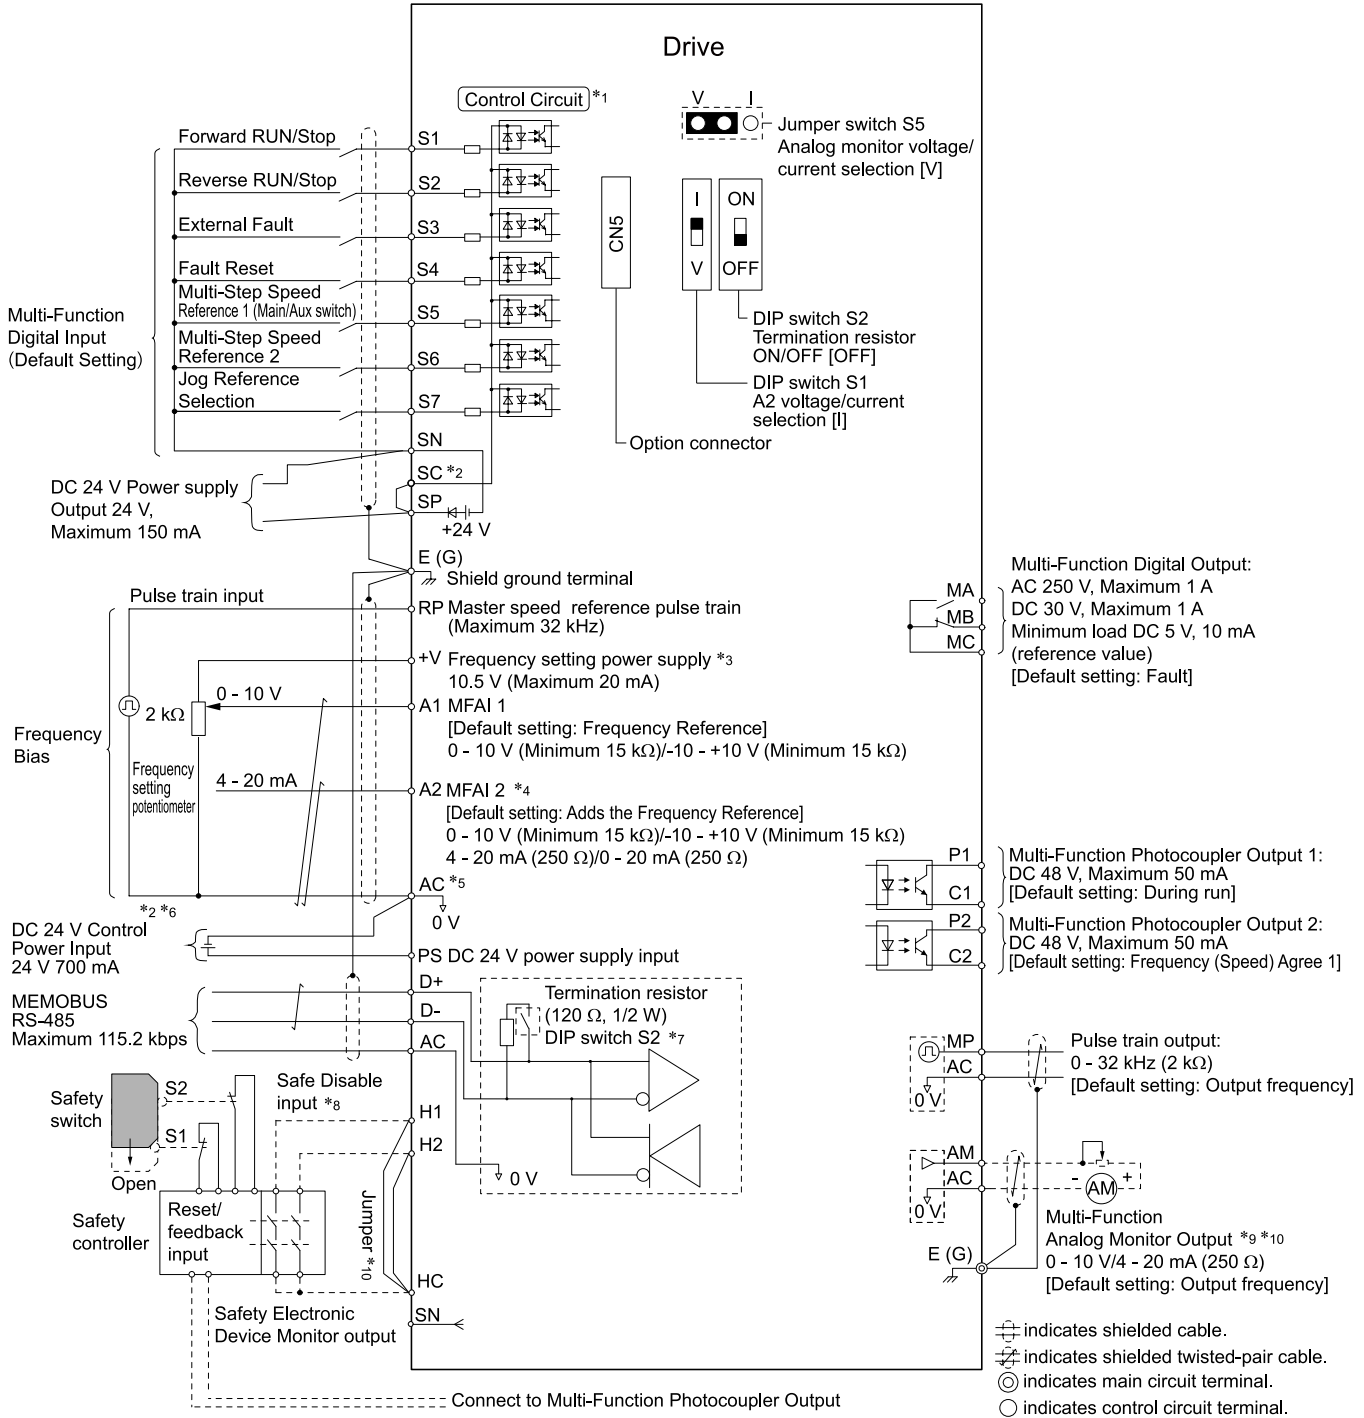 Drive
Control Circuit *1
V I
Jumper switch S5
Analog monitor voltage/
current selection [V]
Forward RUN/Stop
S1
Reverse RUN/Stop
S2
External Fault
S3
Fault Reset
S4
Multi-Step Speed
Reference 1 (Main/Aux switch)
S5
Multi-Step Speed
Reference 2
S6
Jog Reference
Selection
S7
Multi-Function
Digital Input
(Default Setting)
CN5
I
V
ON
OFF
DIP switch S2
Termination resistor
ON/OFF [OFF]
DIP switch S1
A2 voltage/current
selection [I]
Option connector
SN
SC *2
SP
+24 V
DC 24 V Power supply
Output 24 V,
Maximum 150 mA
E (G)
Shield ground terminal
Pulse train input
RP Master speed reference pulse train
(Maximum 32 kHz)
+V Frequency setting power supply *3
10.5 V (Maximum 20 mA)
0 - 10 V
2 kΩ
A1 MFAI 1
[Default setting: Frequency Reference]
0 - 10 V (Minimum 15 kΩ)/-10 - +10 V (Minimum 15 kΩ)
Frequency
Bias
Frequency
setting
potentiometer
4 - 20 mA
A2 MFAI 2 *4
[Default setting: Adds the Frequency Reference]
0 - 10 V (Minimum 15 kΩ)/-10 - +10 V (Minimum 15 kΩ)
4 - 20 mA (250 Ω)/0 - 20 mA (250 Ω)
AC *5
0 V
*2 *6
DC 24 V Control
Power Input
24 V 700 mA
PS DC 24 V power supply input
MEMOBUS
RS-485
Maximum 115.2 kbps
D+
D-
AC
Termination resistor
(120 Ω, 1/2 W)
DIP switch S2 *7
0 V
Safety
switch
S2
S1
Open
Safe Disable
input *8
H1
H2
Jumper *10
Safety
controller
Reset/
feedback
input
HC
SN
Safety Electronic
Device Monitor output
Connect to Multi-Function Photocoupler Output
MA
MB
MC
Multi-Function Digital Output:
AC 250 V, Maximum 1 A
DC 30 V, Maximum 1 A
Minimum load DC 5 V, 10 mA
(reference value)
[Default setting: Fault]
P1
C1
Multi-Function Photocoupler Output 1:
DC 48 V, Maximum 50 mA
[Default setting: During run]
P2
C2
Multi-Function Photocoupler Output 2:
DC 48 V, Maximum 50 mA
[Default setting: Frequency (Speed) Agree 1]
MP
AC
0 V
Pulse train output:
0 - 32 kHz (2 kΩ)
[Default setting: Output frequency]
AM
AC
0 V
- AM +
Multi-Function
Analog Monitor Output *9 *10
0 - 10 V/4 - 20 mA (250 Ω)
[Default setting: Output frequency]
E (G)
indicates shielded cable.
indicates shielded twisted-pair cable.
indicates main circuit terminal.
indicates control circuit terminal.